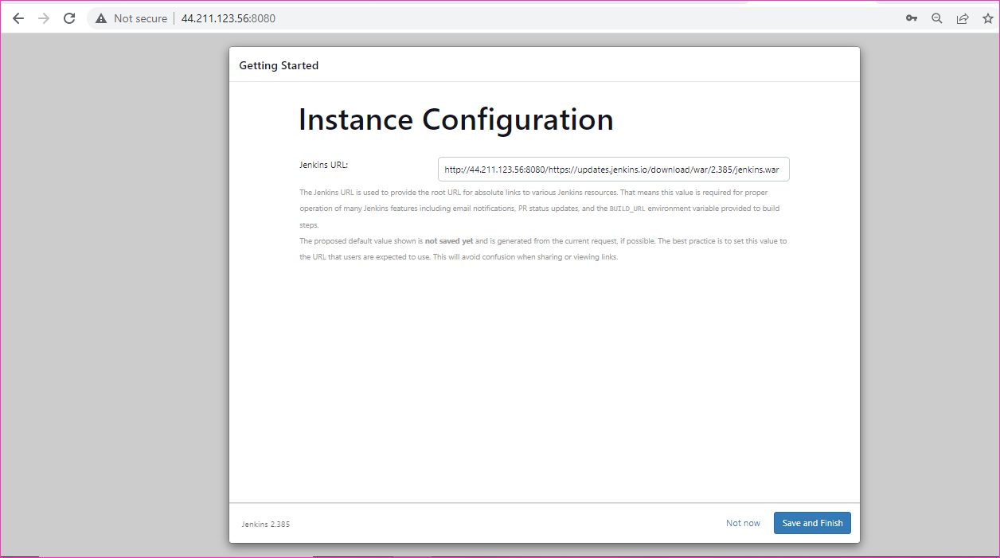 Not secure | 44.211.123.56:8080
Getting Started
Instance Configuration
Jenkins URL:
http://44.211.123.56:8080/https://updates.jenkins.io/download/war/2.385/jenkins.war
The Jenkins URL is used to provide the root URL for absolute links to various Jenkins resources. That means this value is required for proper
operation of many Jenkins features including email notifications, PR status updates, and the BUILD_URL environment variable provided to build
steps.
The proposed default value shown is not saved yet and is generated from the current request, if possible. The best practice is to set this value to
the URL that users are expected to use. This will avoid confusion when sharing or viewing links.
Jenkins 2.385
Not now
Save and Finish